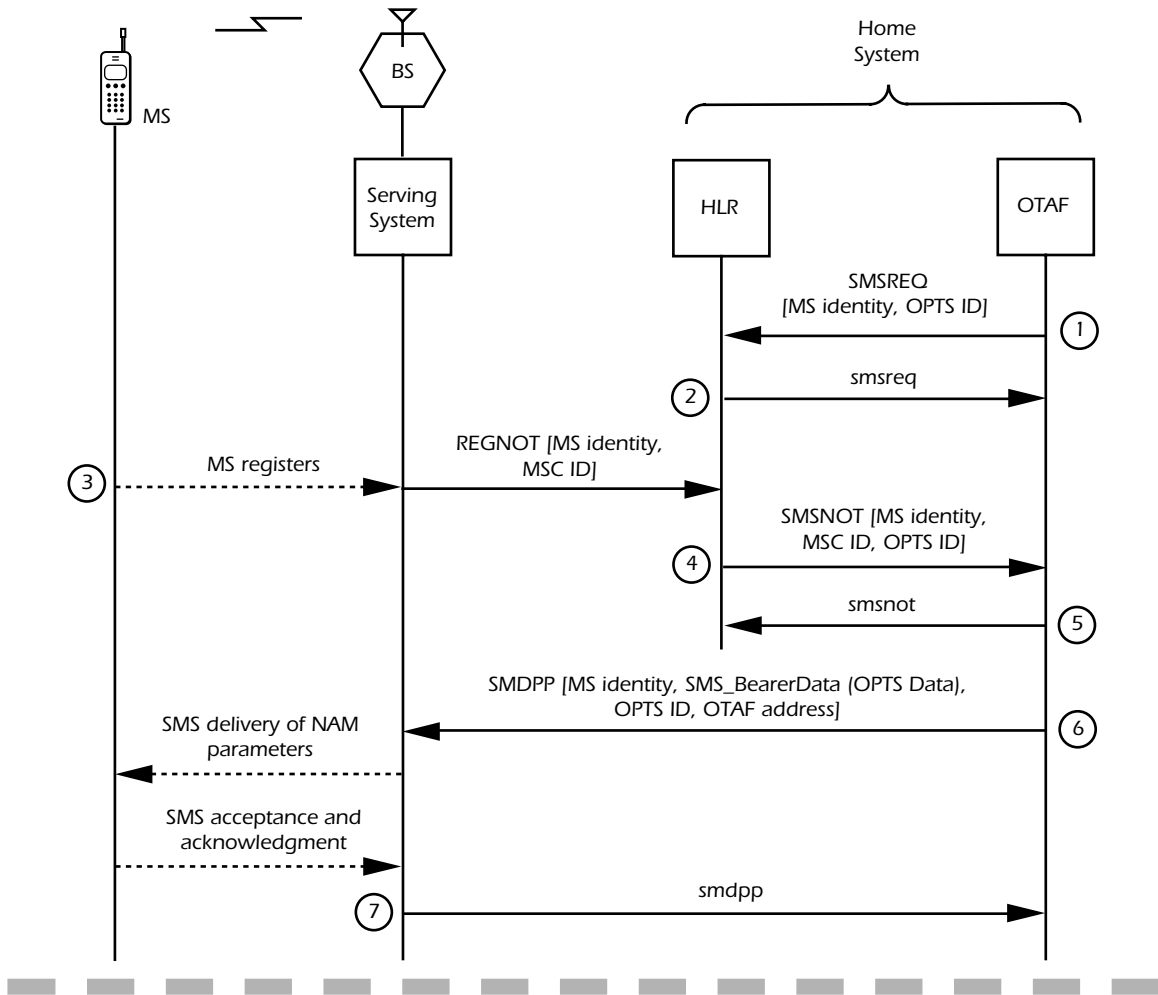 Home
System
BS
MS
Serving
System
HLR
OTAF
SMSREQ
[MS identity, OPTS ID]
1
2
smsreq
REGNOT [MS identity,
MSC ID]
3
MS registers
SMSNOT [MS identity,
MSC ID, OPTS ID]
4
smsnot
5
SMDPP [MS identity, SMS_BearerData (OPTS Data),
OPTS ID, OTAF address]
6
SMS delivery of NAM
parameters
SMS acceptance and
acknowledgment
7
smdpp